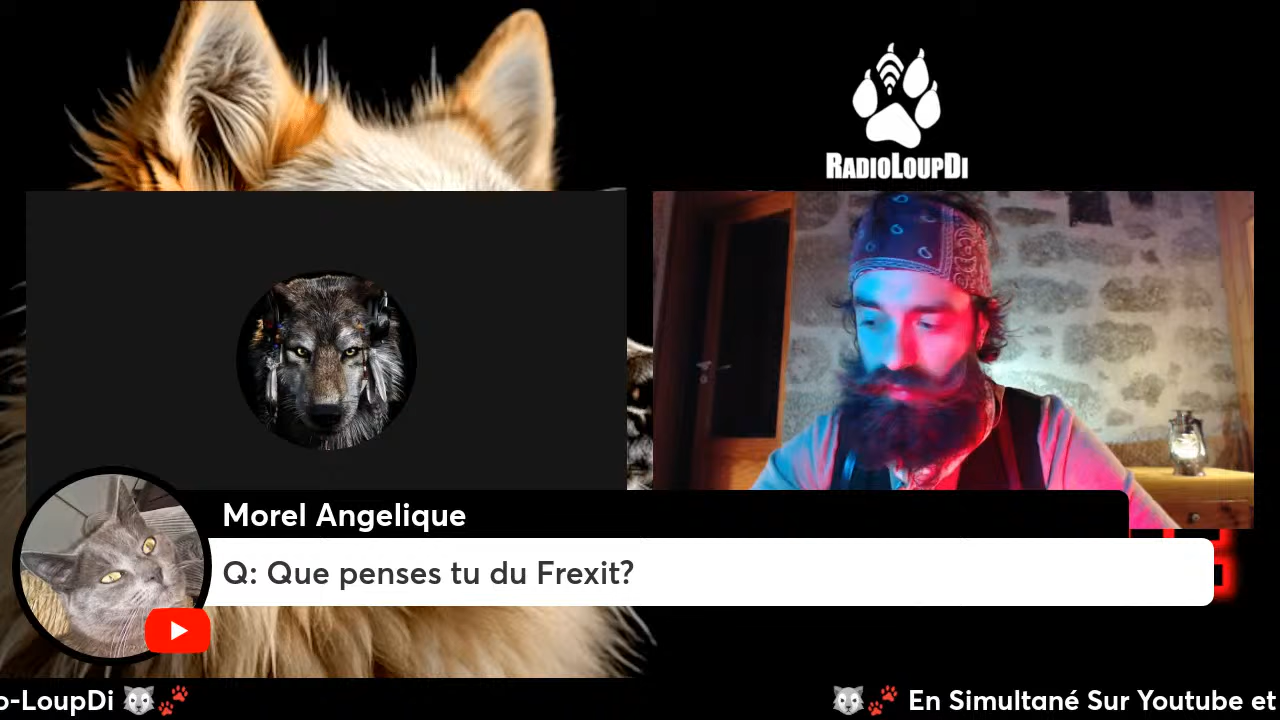 RADIOLOUPDI
Morel Angelique
Q: Que penses tu du Frexit?
o-LoupDi 🐺🐾 🐺🐾 En Simultané Sur Youtube et